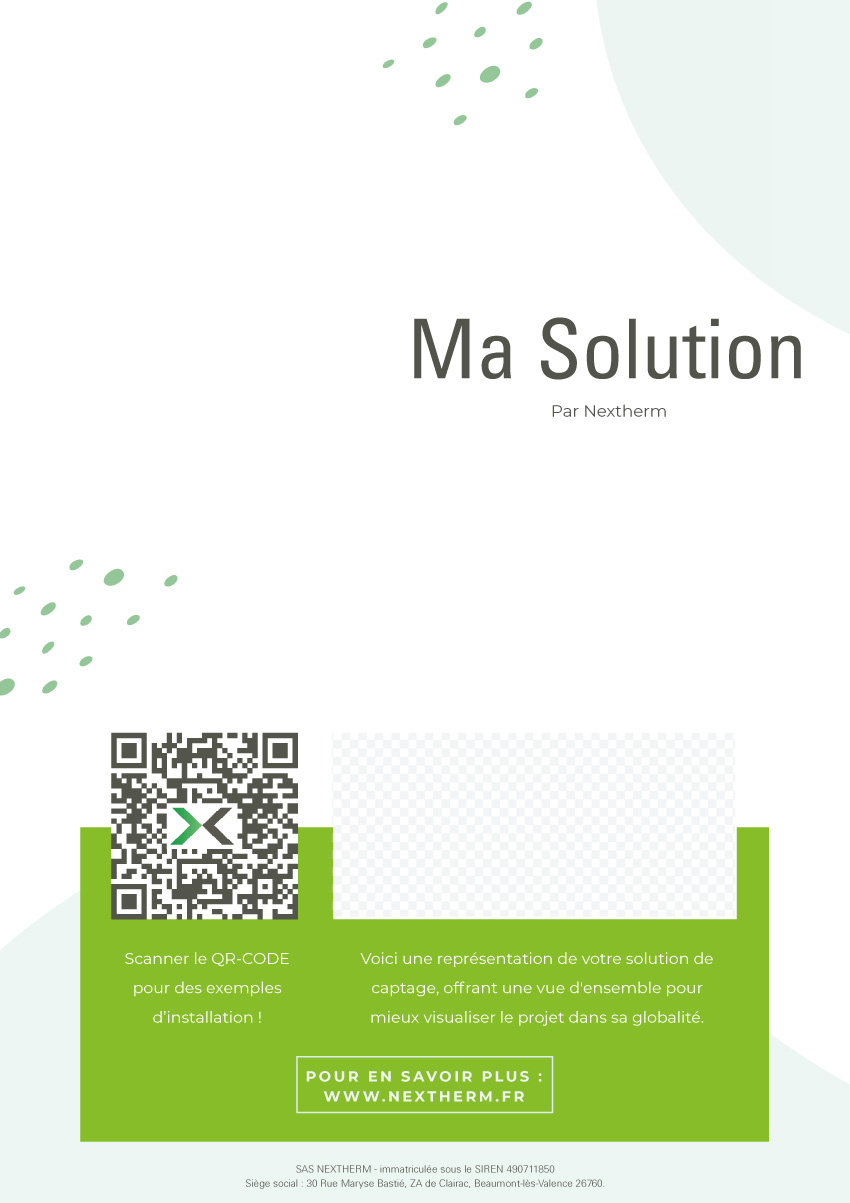 Ma Solution
Par Nextherm
Scanner le QR-CODE
pour des exemples
d’installation !
Voici une représentation de votre solution de
captage, offrant une vue d'ensemble pour
mieux visualiser le projet dans sa globalité.
POUR EN SAVOIR PLUS :
WWW.NEXTHERM.FR
SAS NEXTHERM - immatriculée sous le SIREN 490711850
Siège social : 30 Rue Maryse Bastié, ZA de Clairac, Beaumont-lès-Valence 26760.